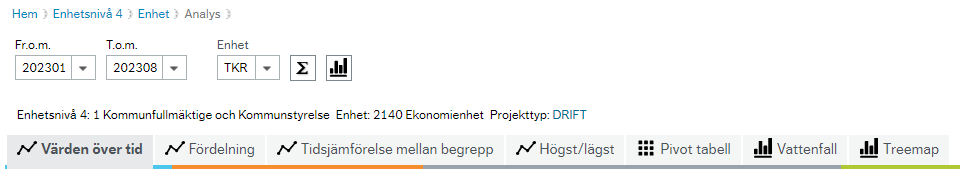 Hem Enhetsnivå 4 Enhet Analys
Fr.o.m. T.o.m. Enhet
202301 202308 TKR Σ
Enhetsnivå 4: 1 Kommunfullmäktige och Kommunstyrelse Enhet: 2140 Ekonomienhet Projekttyp: DRIFT
Värden över tid Fördelning Tidsjämförelse mellan begrepp Högst/lägst Pivot tabell Vattenfall Treemap